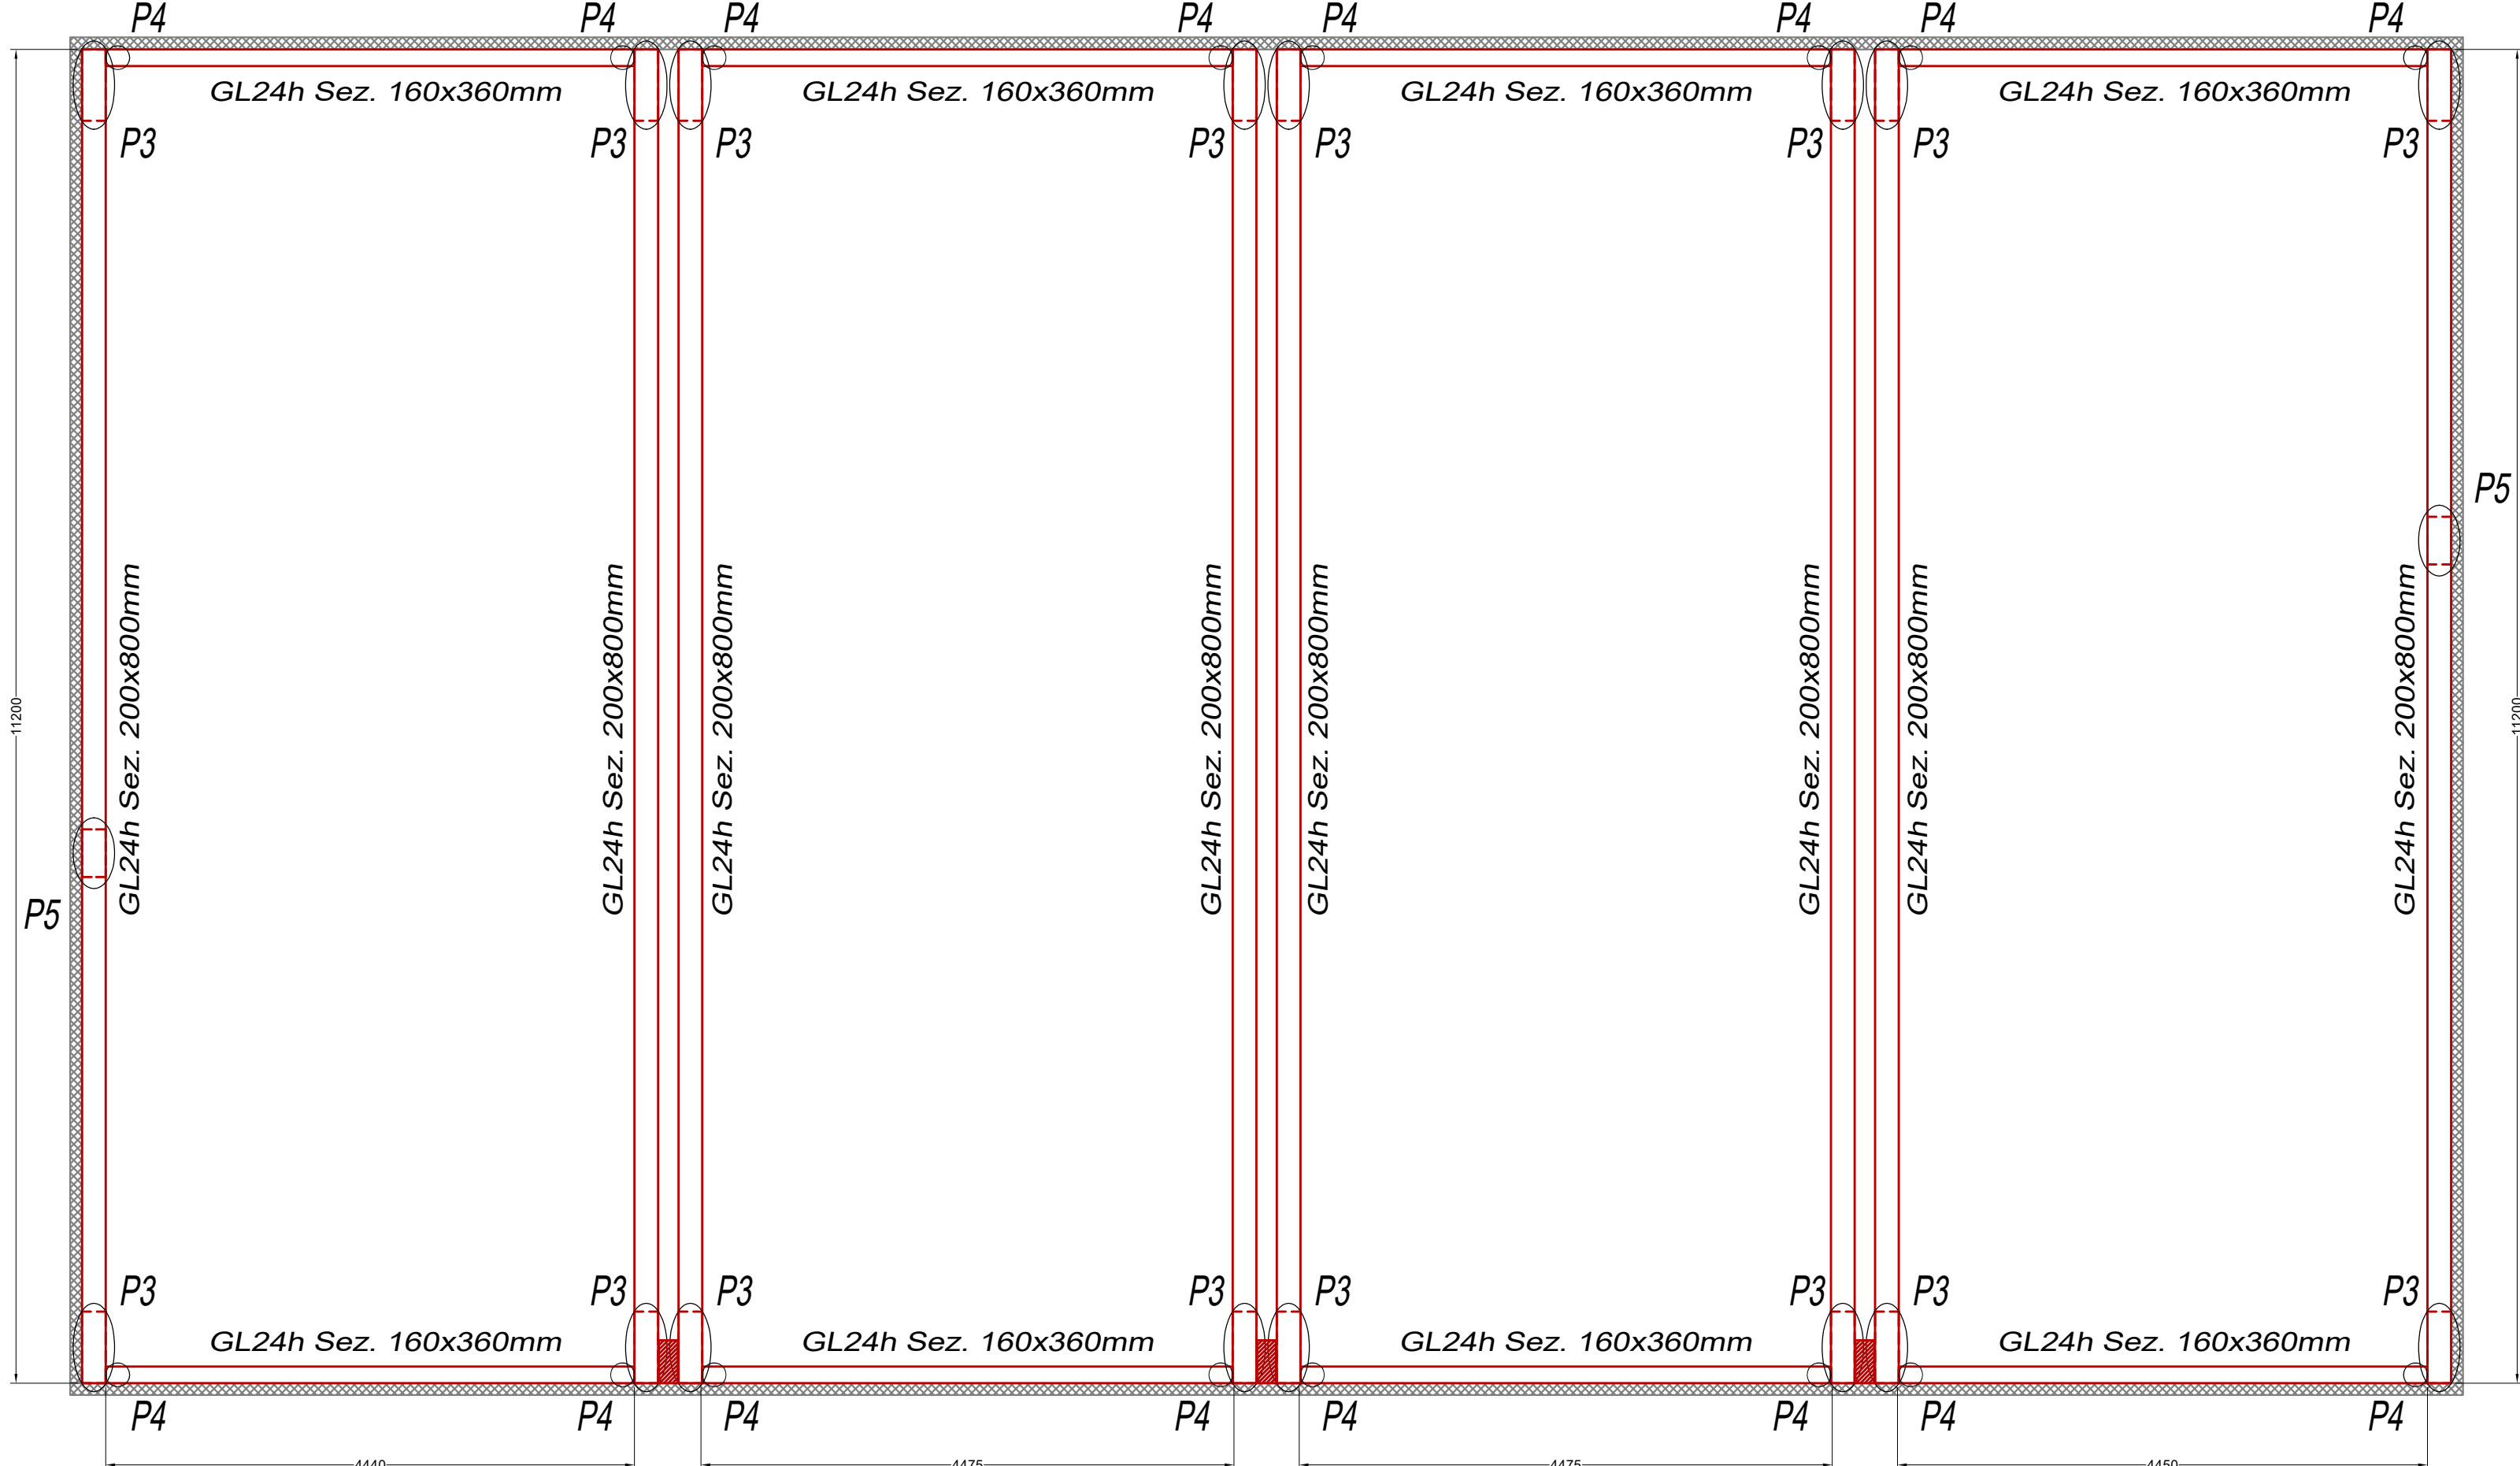 P4 P4 P4 P4 P4 P4 P4 P4
GL24h Sez. 160x360mm GL24h Sez. 160x360mm GL24h Sez. 160x360mm GL24h Sez. 160x360mm
P3 P3 P3 P3 P3 P3 P3 P3
P5
11200
GL24h Sez. 200x800mm
GL24h Sez. 200x800mm
GL24h Sez. 200x800mm
GL24h Sez. 200x800mm
GL24h Sez. 200x800mm
GL24h Sez. 200x800mm
GL24h Sez. 200x800mm
GL24h Sez. 200x800mm
11200
P5
P3 P3 P3 P3 P3 P3 P3 P3
GL24h Sez. 160x360mm GL24h Sez. 160x360mm GL24h Sez. 160x360mm GL24h Sez. 160x360mm
P4 P4 P4 P4 P4 P4 P4 P4
4440 4475 4475 4450